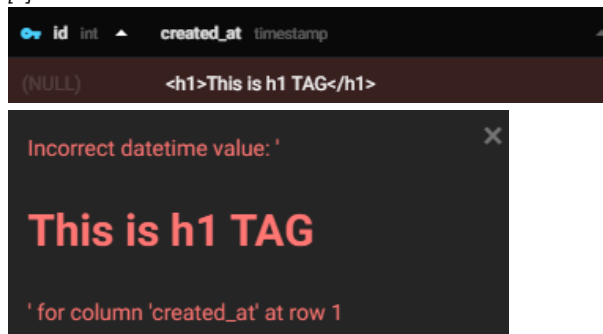 id int created_at timestamp
(NULL) <h1>This is h1 TAG</h1>
Incorrect datetime value: '
This is h1 TAG
' for column 'created_at' at row 1